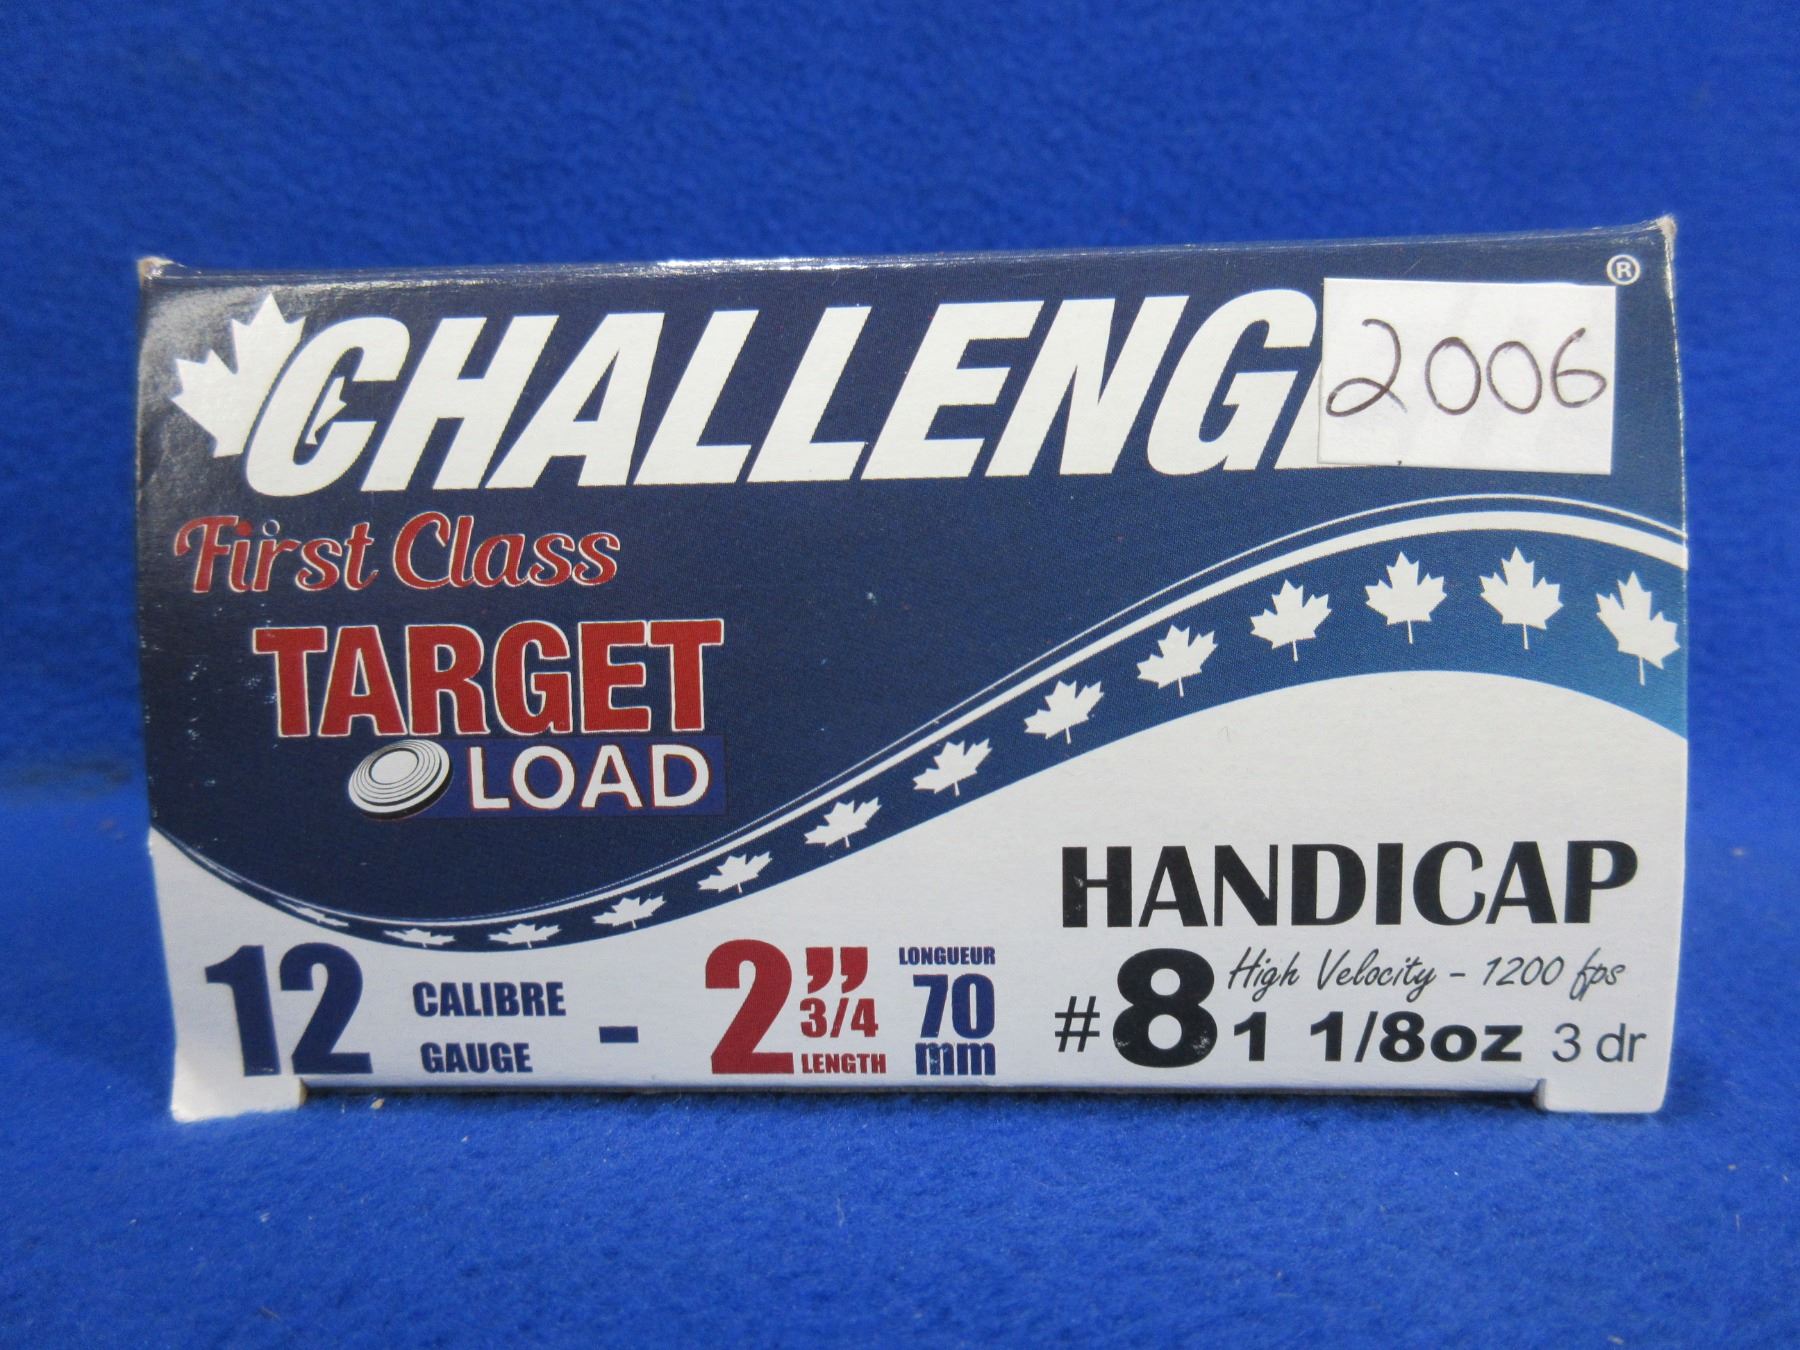 CHALLENG
®
2006
First Class
TARGET
LOAD
12 CALIBRE GAUGE - 2" 3/4 LENGTH LONGUEUR 70 mm
HANDICAP
#8 High Velocity - 1200 fps
1 1/8oz 3 dr